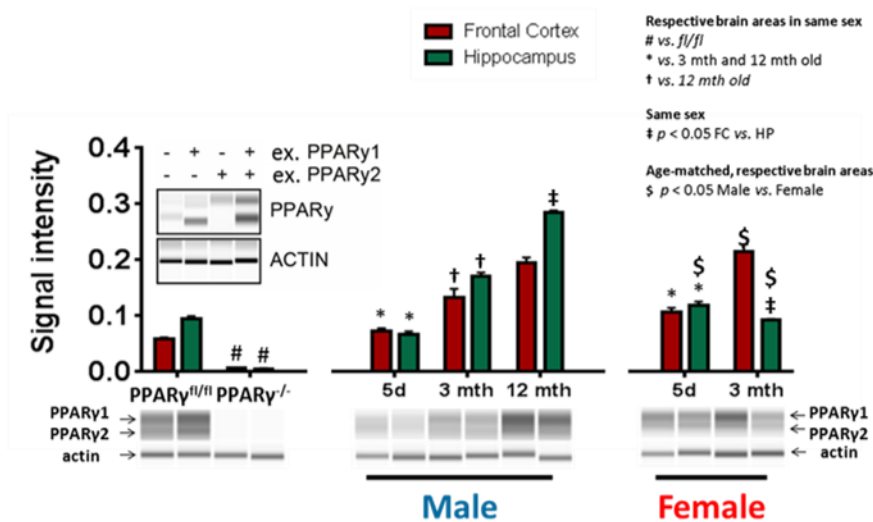 Frontal Cortex
Hippocampus
Respective brain areas in same sex
# vs. fl/fl
* vs. 3 mth and 12 mth old
† vs. 12 mth old
Same sex
‡ p < 0.05 FC vs. HP
Age-matched, respective brain areas
$ p < 0.05 Male vs. Female
Signal intensity
0.4
0.3
0.2
0.1
0.0
- + - + ex. PPARγ1
- - + + ex. PPARγ2
PPARγ
ACTIN
# #
* *
† †
‡
*
$
*
$
$
‡
PPARγfl/fl PPARγ-/-
5d 3 mth 12 mth
5d 3 mth
PPARγ1 →
PPARγ2 →
actin →
← PPARγ1
← PPARγ2
← actin
Male
Female